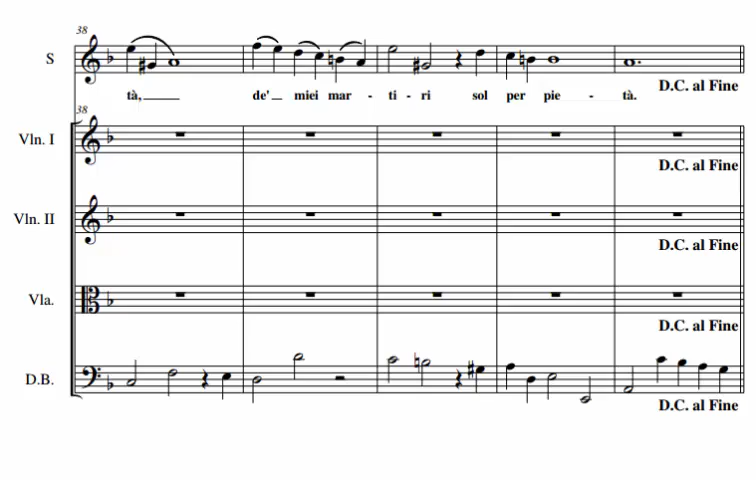 38
S
tà, de' miei mar - ti - ri sol per pie - tà.
D.C. al Fine
38
Vln. I
D.C. al Fine
Vln. II
D.C. al Fine
Vla.
D.C. al Fine
D.B.
D.C. al Fine